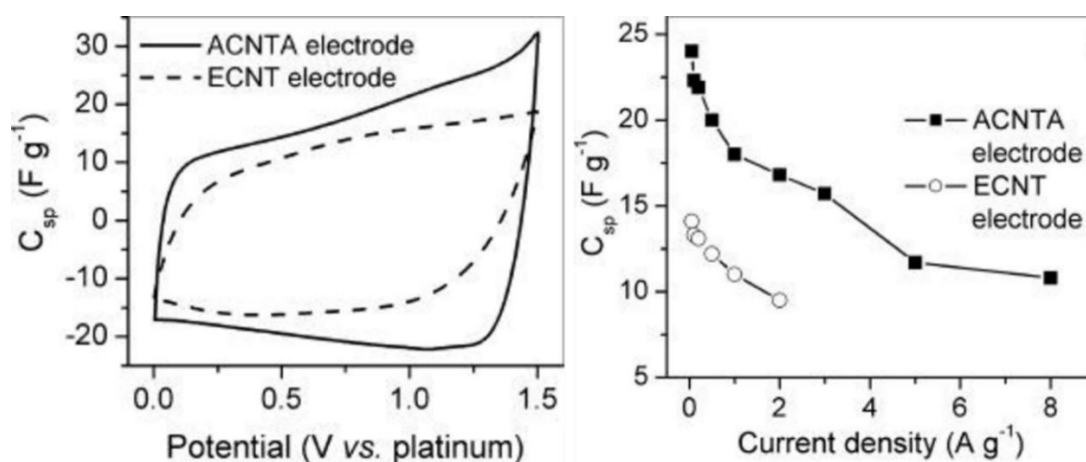 30
20
10
0
-10
-20
C_sp (F g⁻¹)
ACNTA electrode
ECNT electrode
0.0 0.5 1.0 1.5
Potential (V vs. platinum)
25
20
15
10
5
C_sp (F g⁻¹)
ACNTA
electrode
ECNT
electrode
0 2 4 6 8
Current density (A g⁻¹)